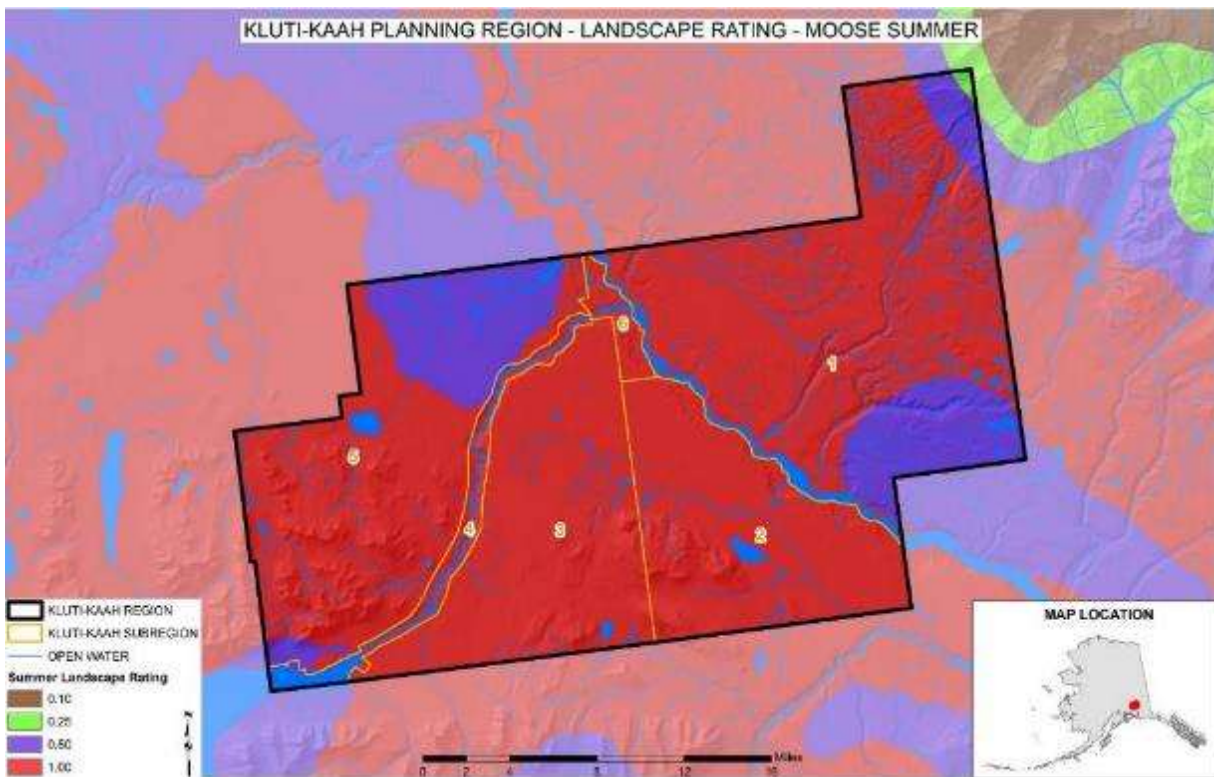 KLUTI-KAAH PLANNING REGION - LANDSCAPE RATING - MOOSE SUMMER
6
1
5
4
3
2
KLUTI-KAAH REGION
KLUTI-KAAH SUBREGION
OPEN WATER
Summer Landscape Rating
0.10
0.25
0.50
1.00
N
0 2 4 8 12 16 Miles
MAP LOCATION